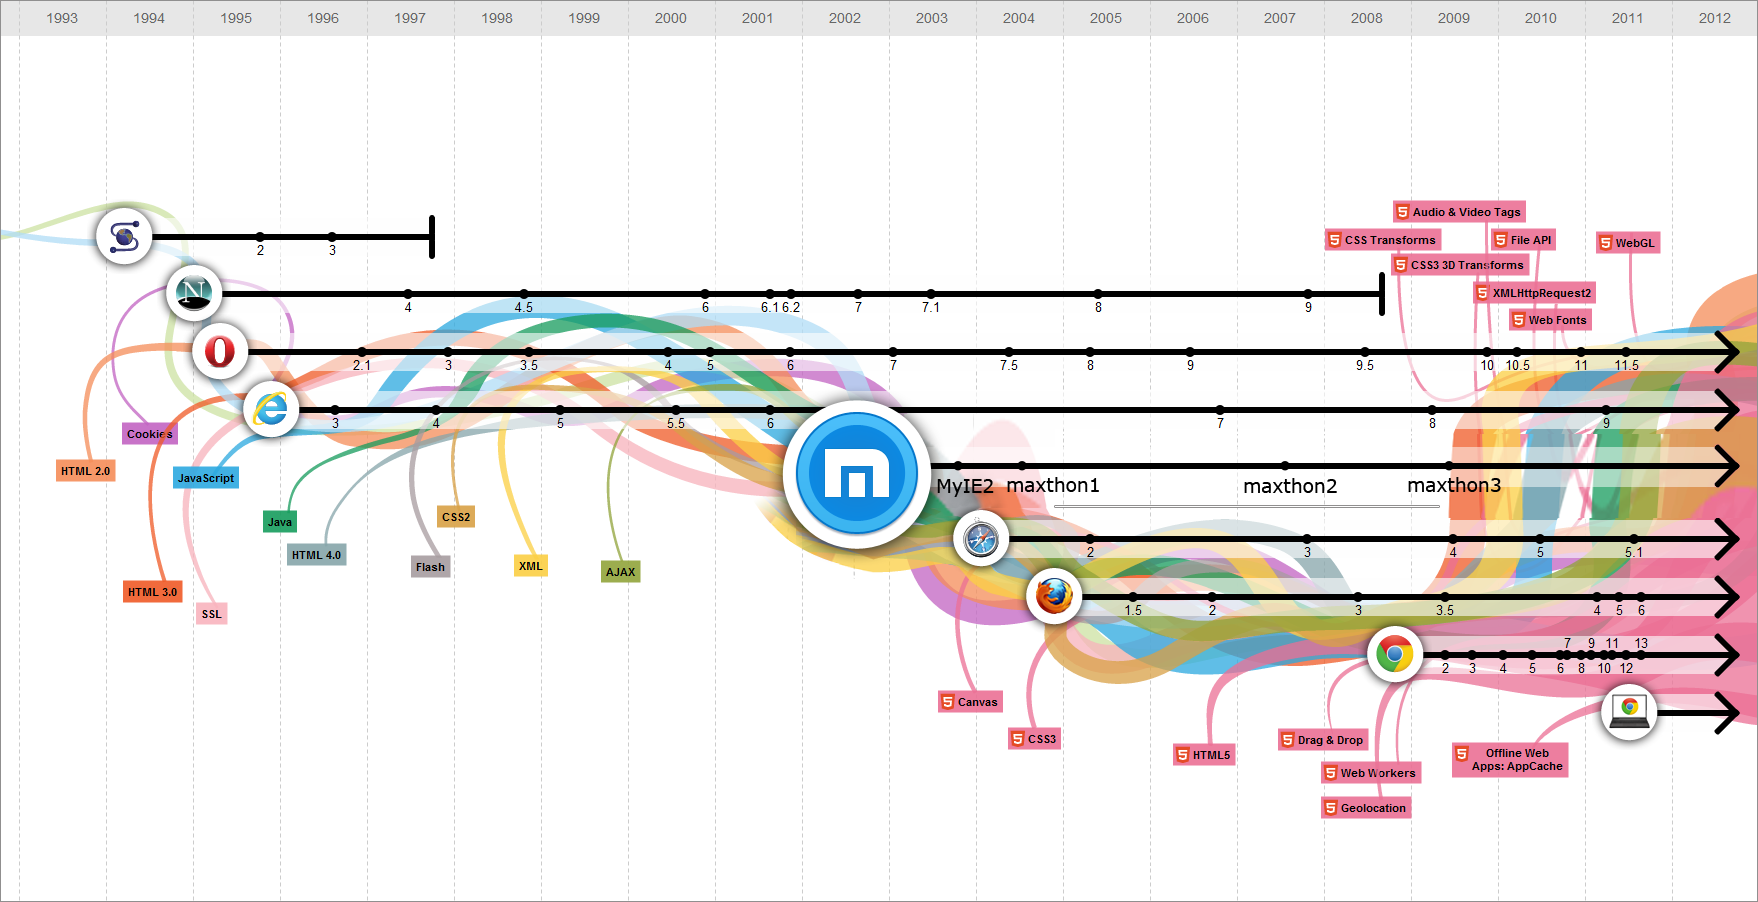 1993 1994 1995 1996 1997 1998 1999 2000 2001 2002 2003 2004 2005 2006 2007 2008 2009 2010 2011 2012
Audio & Video Tags
CSS Transforms
File API
WebGL
CSS3 3D Transforms
XMLHttpRequest2
Web Fonts
2 3
N
4 4.5 6 6.1 6.2 7 7.1 8 9
2.1 3 3.5 4 5 6 7 7.5 8 9 9.5 10 10.5 11 11.5
3 4 5 5.5 6 7 8 9
Cookies
HTML 2.0
JavaScript
MyIE2 maxthon1 maxthon2 maxthon3
Java
CSS2
HTML 4.0
Flash
XML
AJAX
HTML 3.0
SSL
2 3 4 5 5.1
1.5 2 3 3.5 4 5 6
7 9 11 13
2 3 4 5 6 8 10 12
Canvas
CSS3
HTML5
Drag & Drop
Offline Web
Apps: AppCache
Web Workers
Geolocation